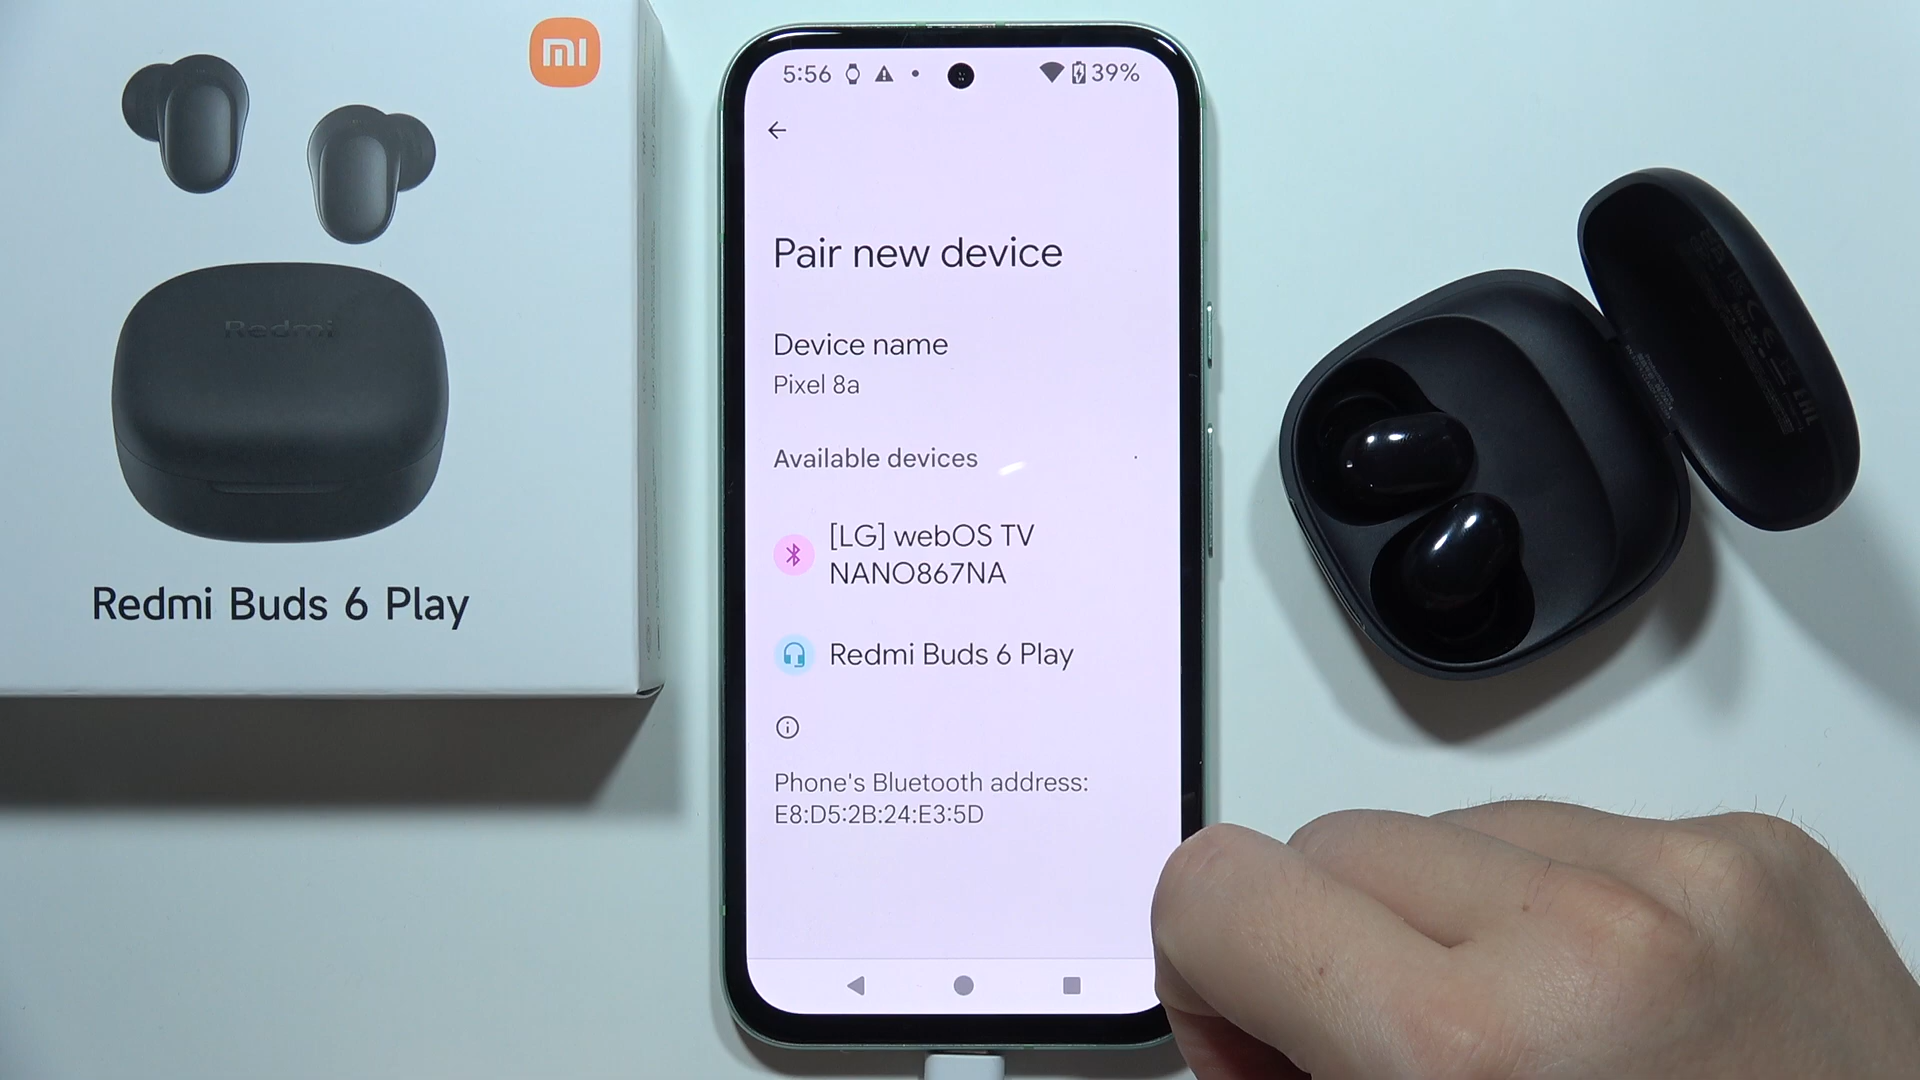 mi
Redmi
Redmi Buds 6 Play
5:56
39%
Pair new device
Device name
Pixel 8a
Available devices
[LG] webOS TV
NANO867NA
Redmi Buds 6 Play
Phone's Bluetooth address:
E8:D5:2B:24:E3:5D